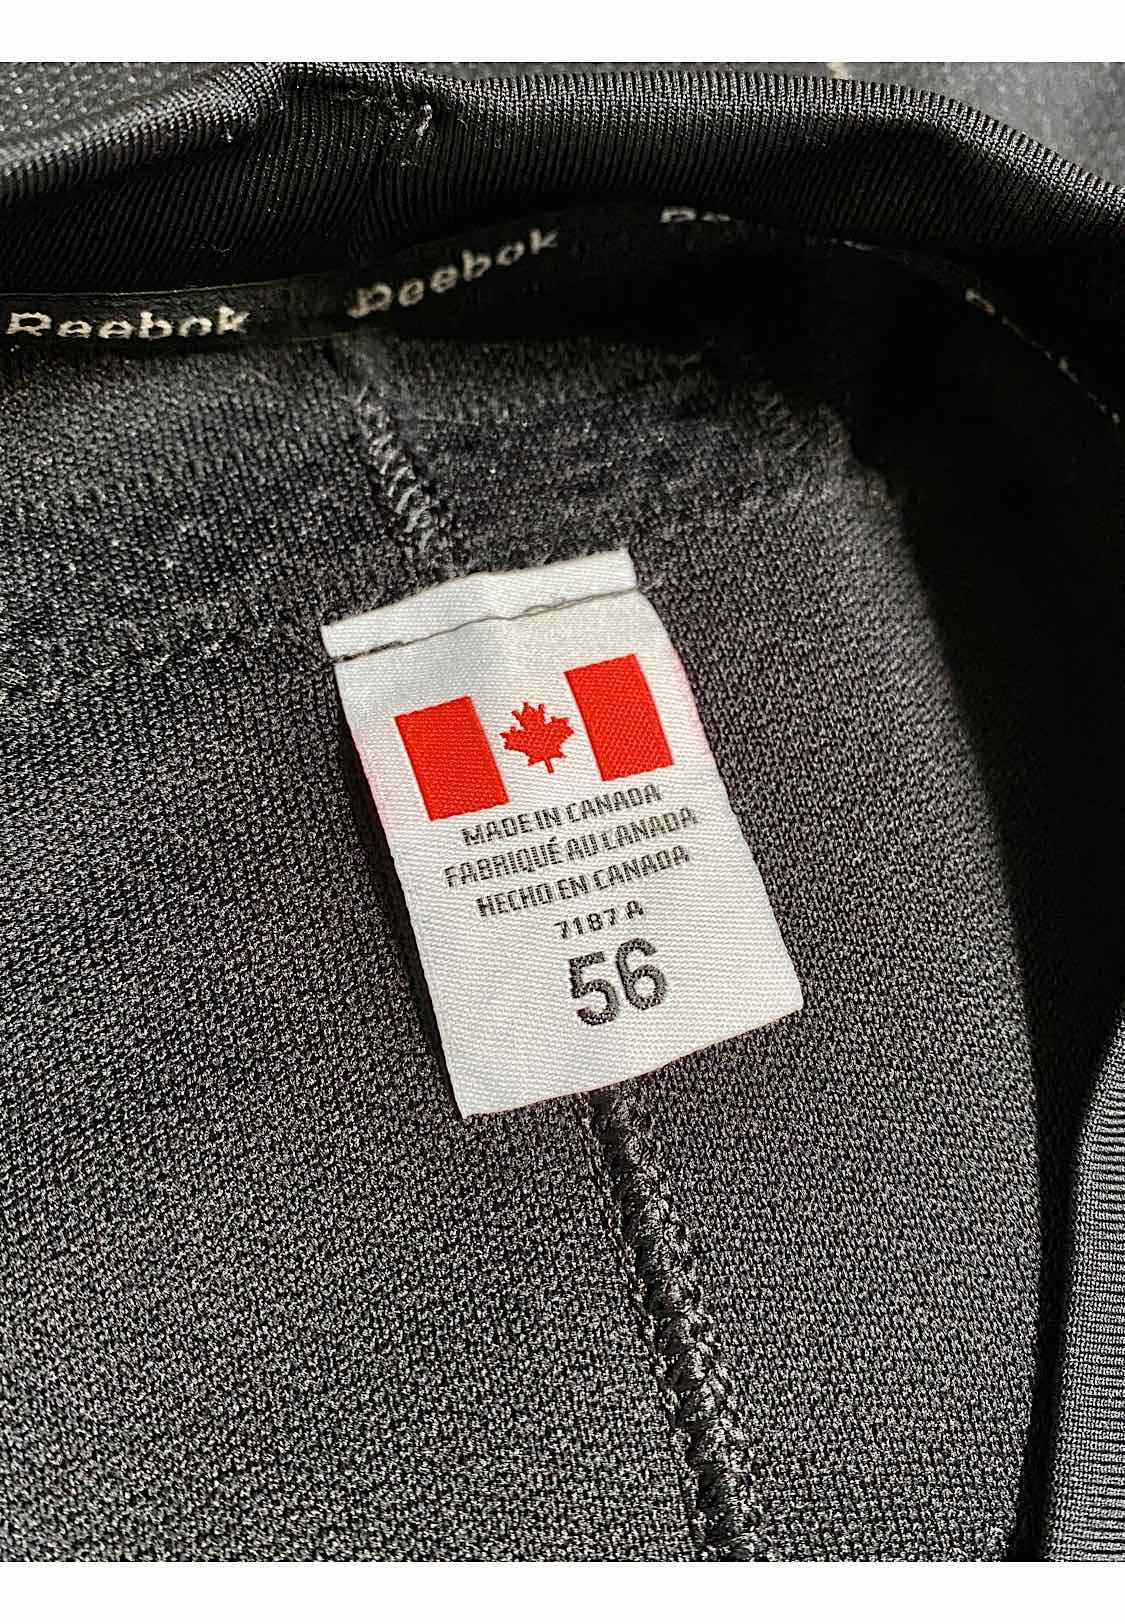 Reebok Reebok
MADE IN CANADA
FABRIQUÉ AU CANADA
HECHO EN CANADA
7187 A
56